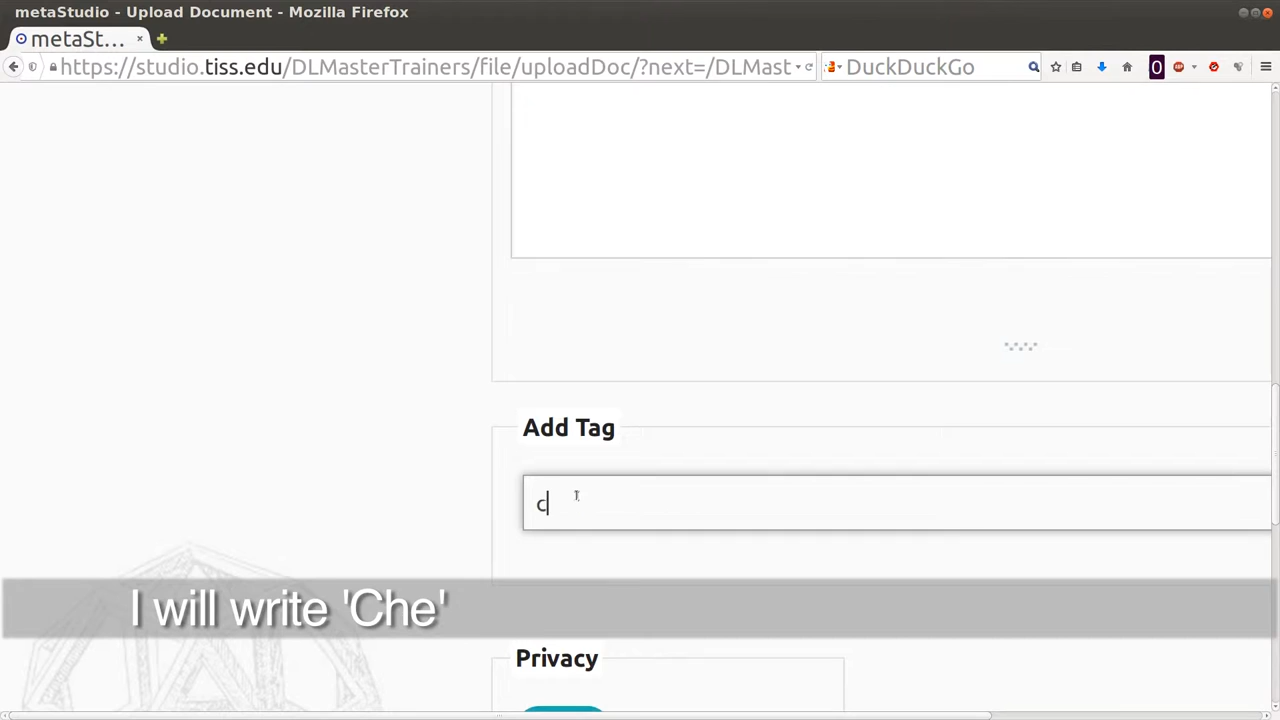 metaStudio - Upload Document - Mozilla Firefox
metaSt...
https://studio.tiss.edu/DLMasterTrainers/file/uploadDoc/?next=/DLMast
DuckDuckGo
0
Add Tag
c
I will write 'Che'
Privacy